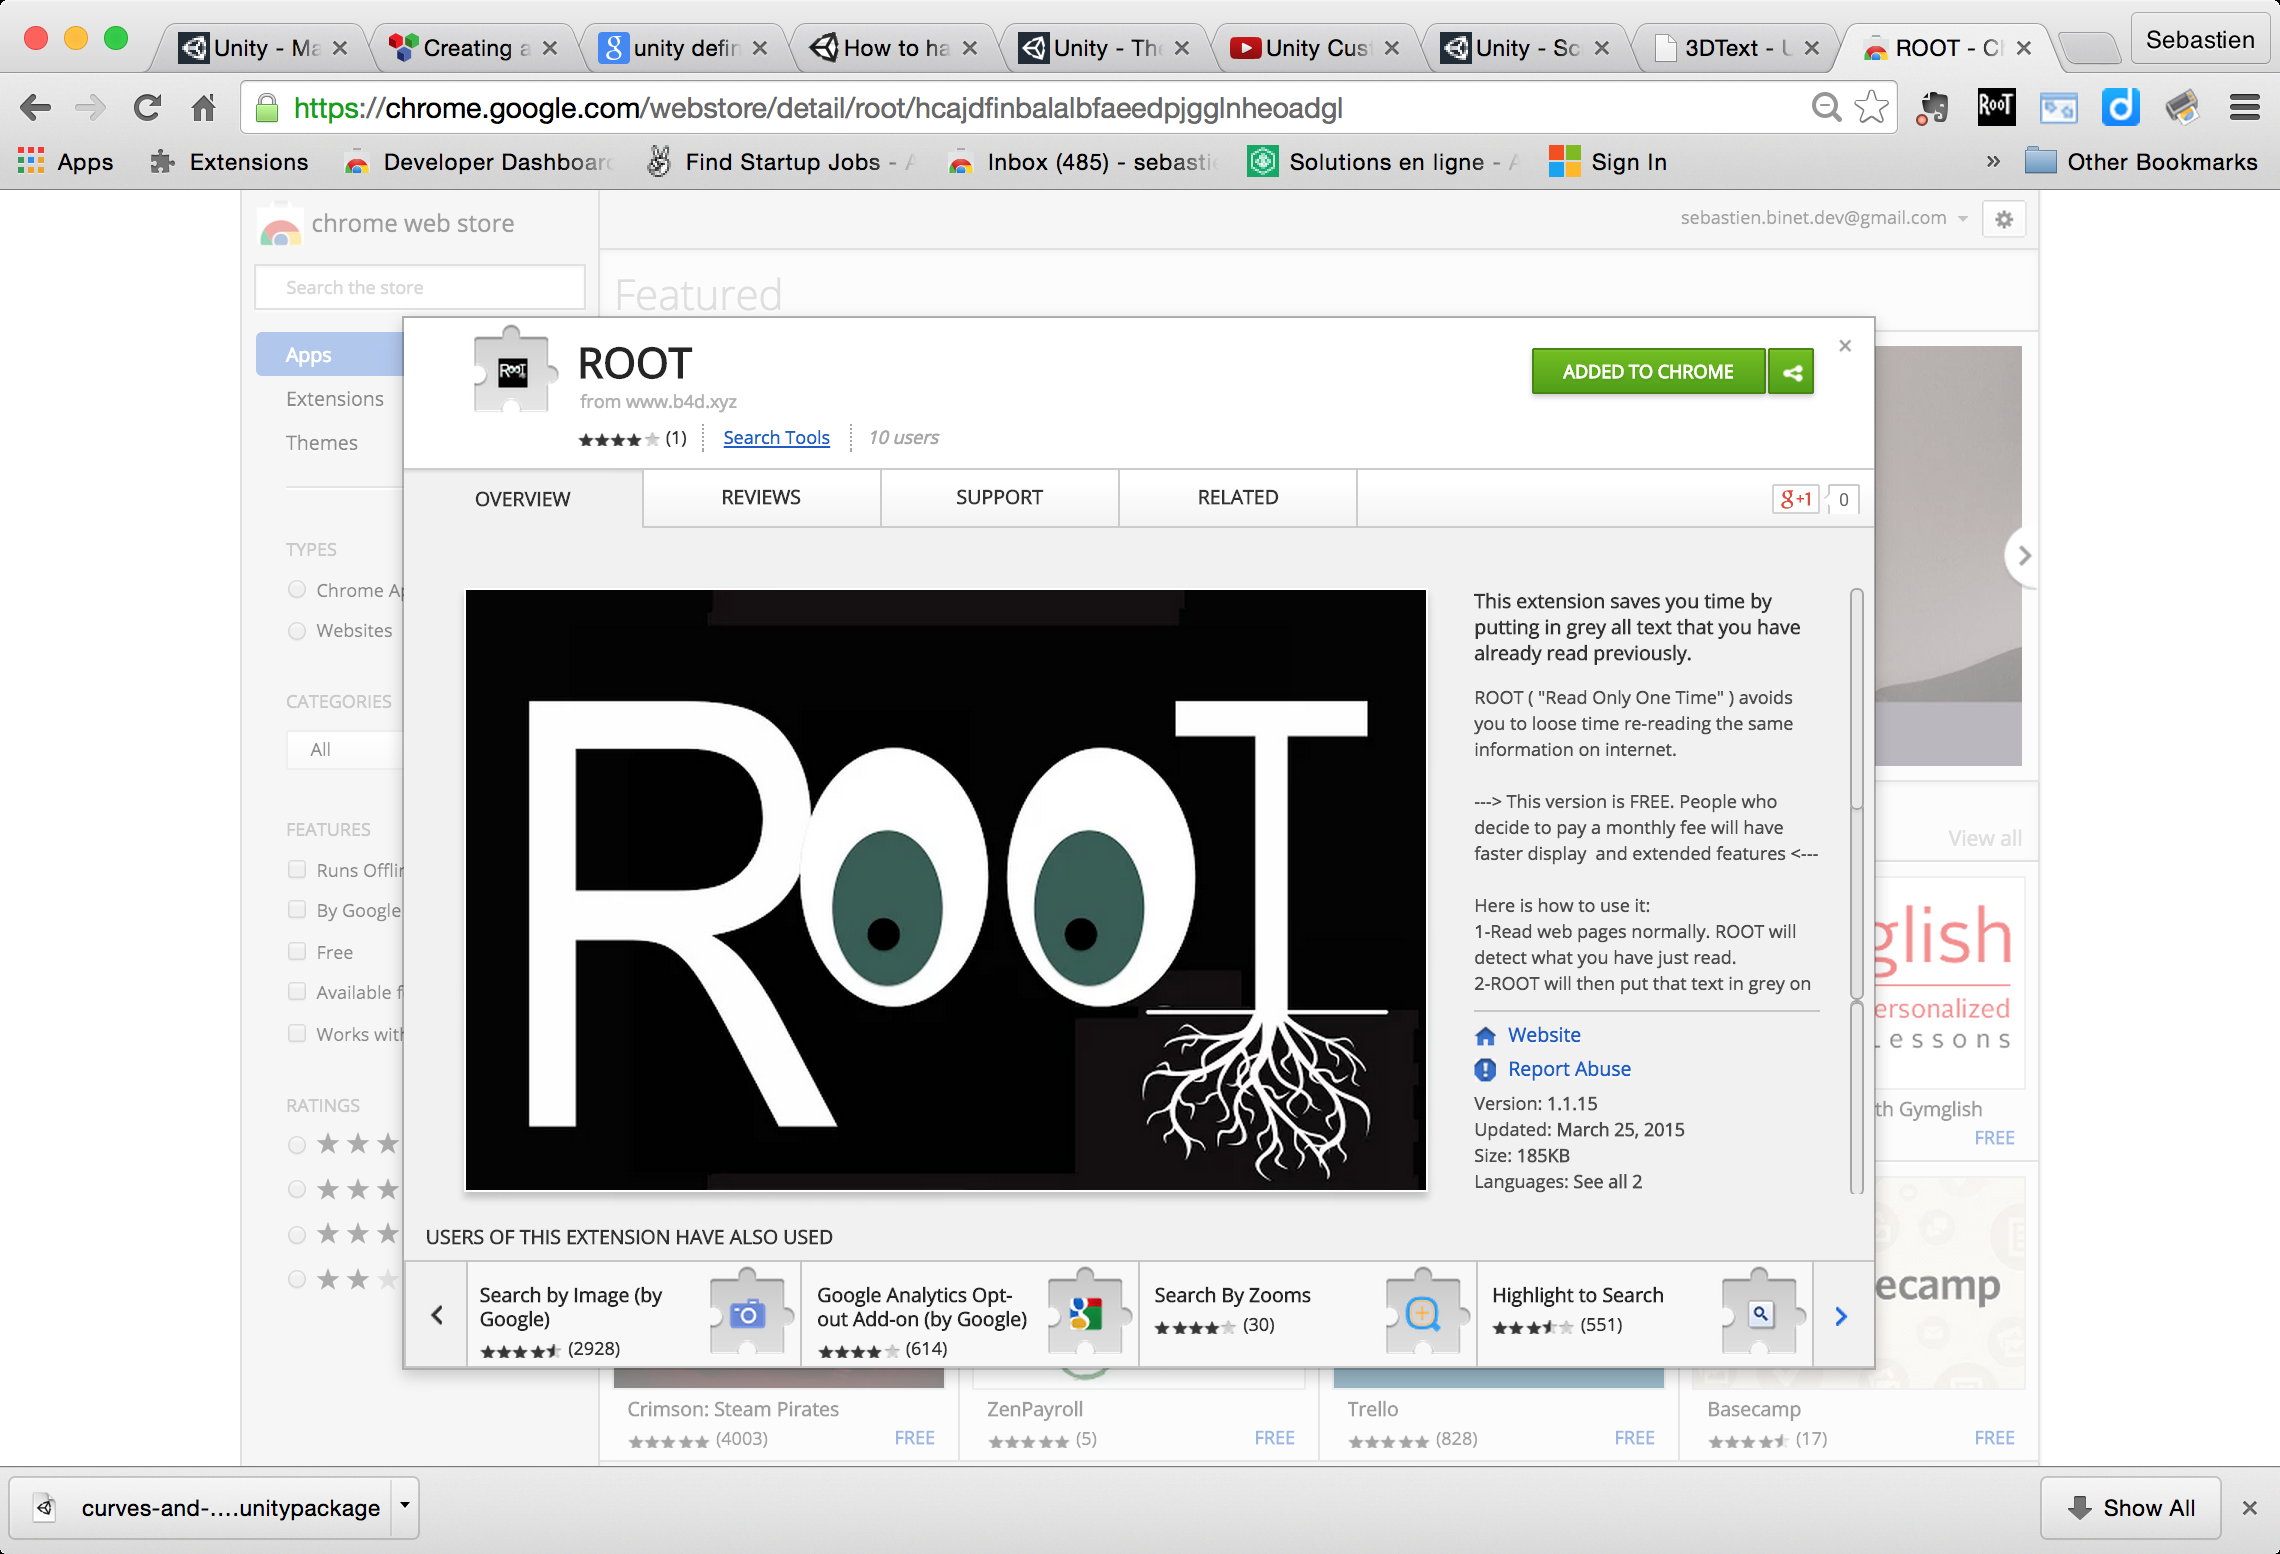 Unity - Ma
Creating a
unity defin
How to ha
Unity - The
Unity Cus
Unity - Sc
3DText - U
ROOT - Ch
Sebastien
https://chrome.google.com/webstore/detail/root/hcajdfinbalalbfaeedpjgglnheoadgl
RooT
Apps
Extensions
Developer Dashboard
Find Startup Jobs - A
Inbox (485) - sebastie
Solutions en ligne - A
Sign In
»
Other Bookmarks
chrome web store
sebastien.binet.dev@gmail.com
Search the store
Featured
Apps
Extensions
Themes
TYPES
Chrome Ap
Websites
CATEGORIES
All
FEATURES
Runs Offlin
By Google
Free
Available f
Works with
RATINGS
RooT
ROOT
from www.b4d.xyz
(1)
Search Tools
10 users
ADDED TO CHROME
OVERVIEW
REVIEWS
SUPPORT
RELATED
g+1
0
RooT
This extension saves you time by
putting in grey all text that you have
already read previously.
ROOT ( "Read Only One Time" ) avoids
you to loose time re-reading the same
information on internet.
---> This version is FREE. People who
decide to pay a monthly fee will have
faster display  and extended features <---
Here is how to use it:
1-Read web pages normally. ROOT will
detect what you have just read.
2-ROOT will then put that text in grey on
Website
Report Abuse
Version: 1.1.15
Updated: March 25, 2015
Size: 185KB
Languages: See all 2
View all
glish
ersonalized
Lessons
th Gymglish
FREE
ecamp
USERS OF THIS EXTENSION HAVE ALSO USED
Search by Image (by
Google)
(2928)
Google Analytics Opt-
out Add-on (by Google)
(614)
Search By Zooms
(30)
Highlight to Search
(551)
Crimson: Steam Pirates
(4003)
FREE
ZenPayroll
(5)
FREE
Trello
(828)
FREE
Basecamp
(17)
FREE
curves-and-....unitypackage
Show All